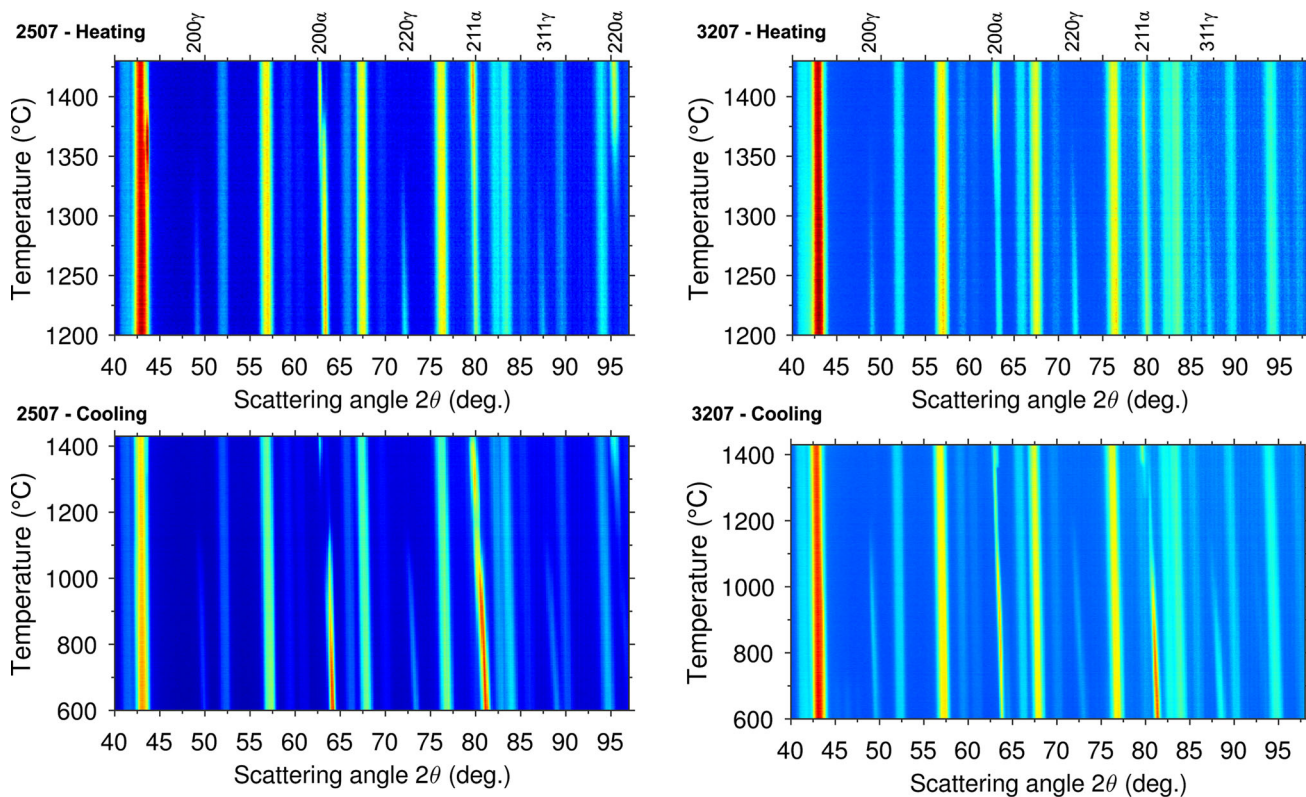 2507 - Heating
200γ
200α
220γ
211α
311γ
220α
Temperature (°C)
1400
1350
1300
1250
1200
40 45 50 55 60 65 70 75 80 85 90 95
Scattering angle 2θ (deg.)
3207 - Heating
200γ
200α
220γ
211α
311γ
Temperature (°C)
1400
1350
1300
1250
1200
40 45 50 55 60 65 70 75 80 85 90 95
Scattering angle 2θ (deg.)
2507 - Cooling
Temperature (°C)
1400
1200
1000
800
600
40 45 50 55 60 65 70 75 80 85 90 95
Scattering angle 2θ (deg.)
3207 - Cooling
Temperature (°C)
1400
1200
1000
800
600
40 45 50 55 60 65 70 75 80 85 90 95
Scattering angle 2θ (deg.)